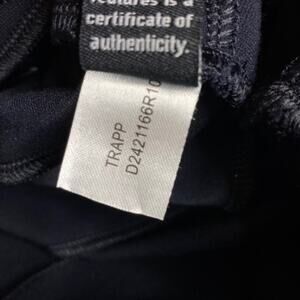 features is a
certificate of
authenticity.
TRAPP
D2421166R10